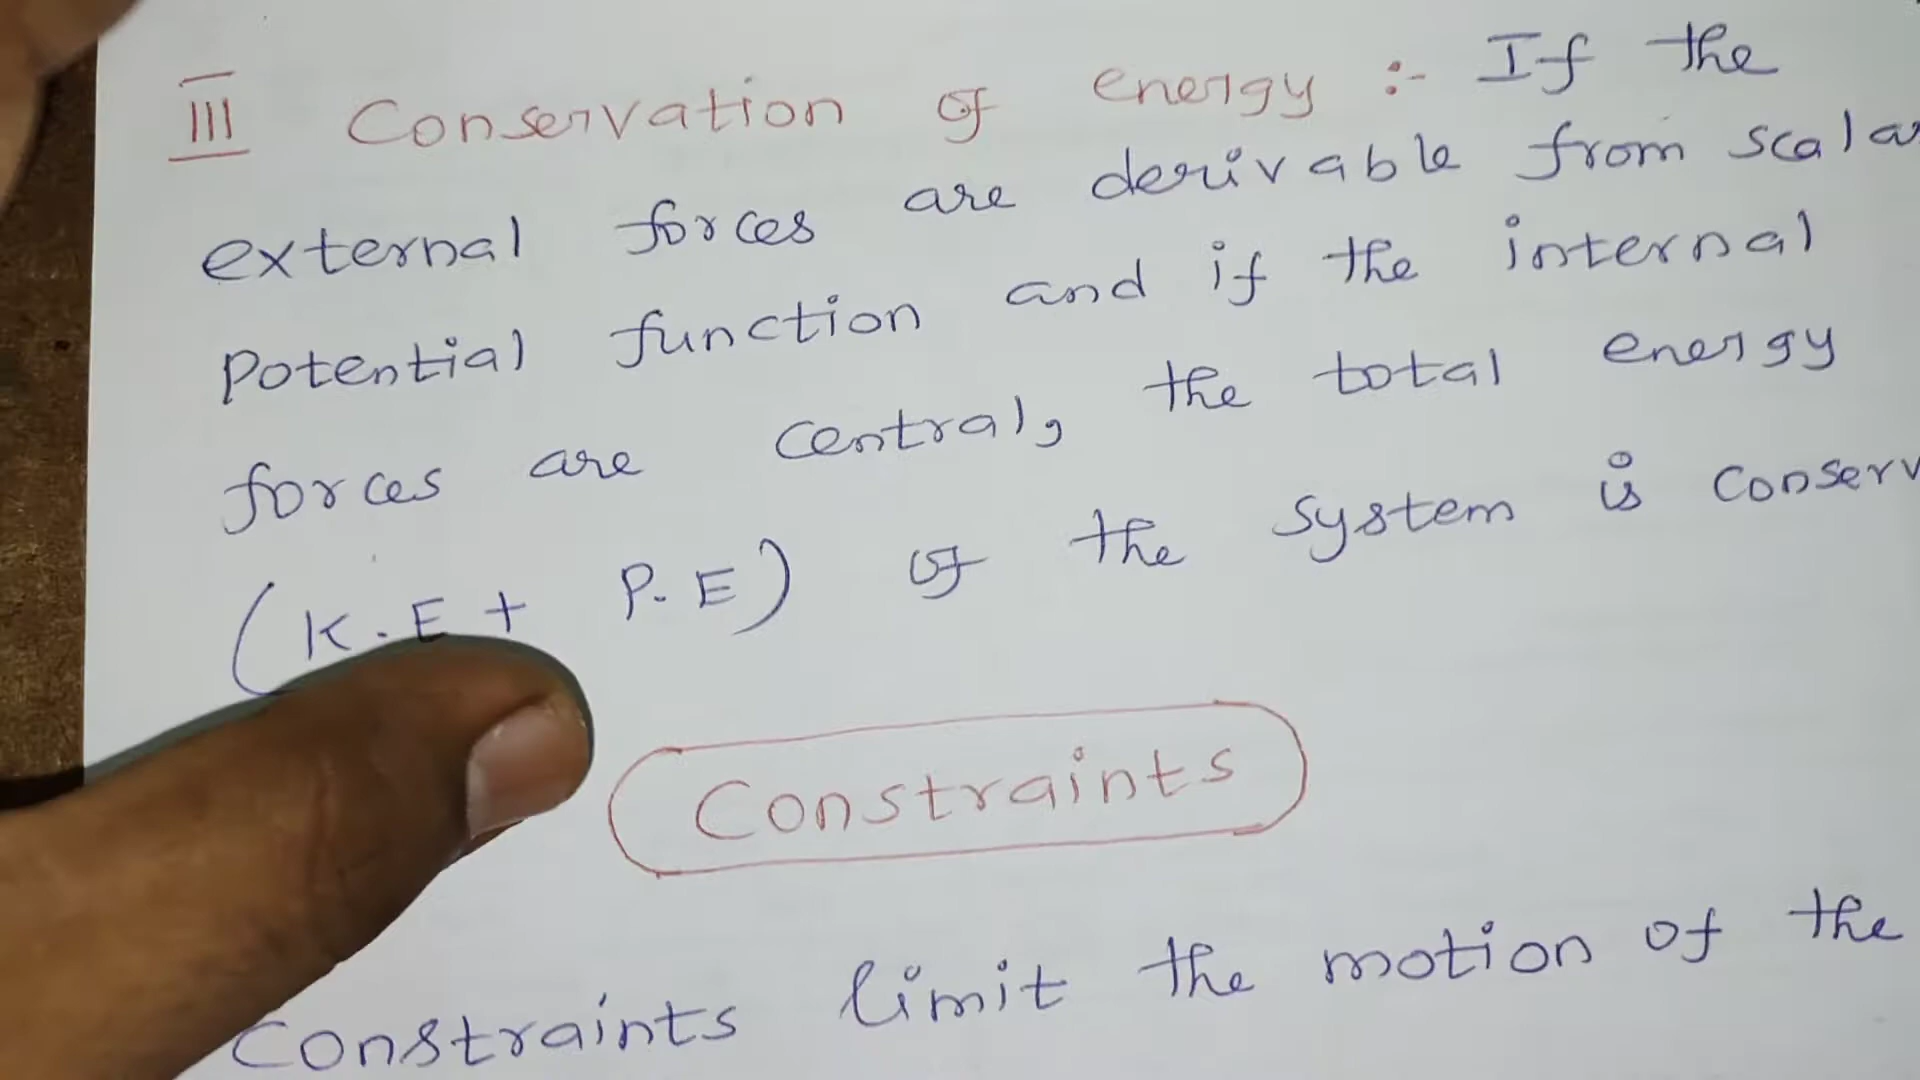 III Conservation of energy :- If the
external forces are derivable from scalar
Potential function and if the internal
forces are central, the total energy
(K.E + P.E) of the system is conserv
Constraints
Constraints limit the motion of the